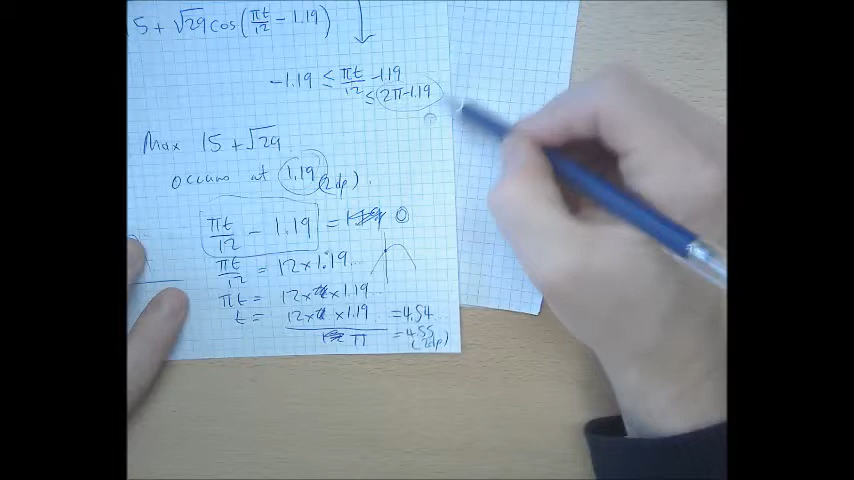 5 + √29 cos(πt/12 - 1.19)
-1.19 ≤ πt/12 - 1.19
≤ (2π-1.19
Max 15 + √29
occurs at 1.19 (2dp).
πt/12 - 1.19 = 0
πt/12 = 12×1.19
πt = 12× ×1.19
t = 12× ×1.19 / π = 4.54..
= 4.55
(2dp)